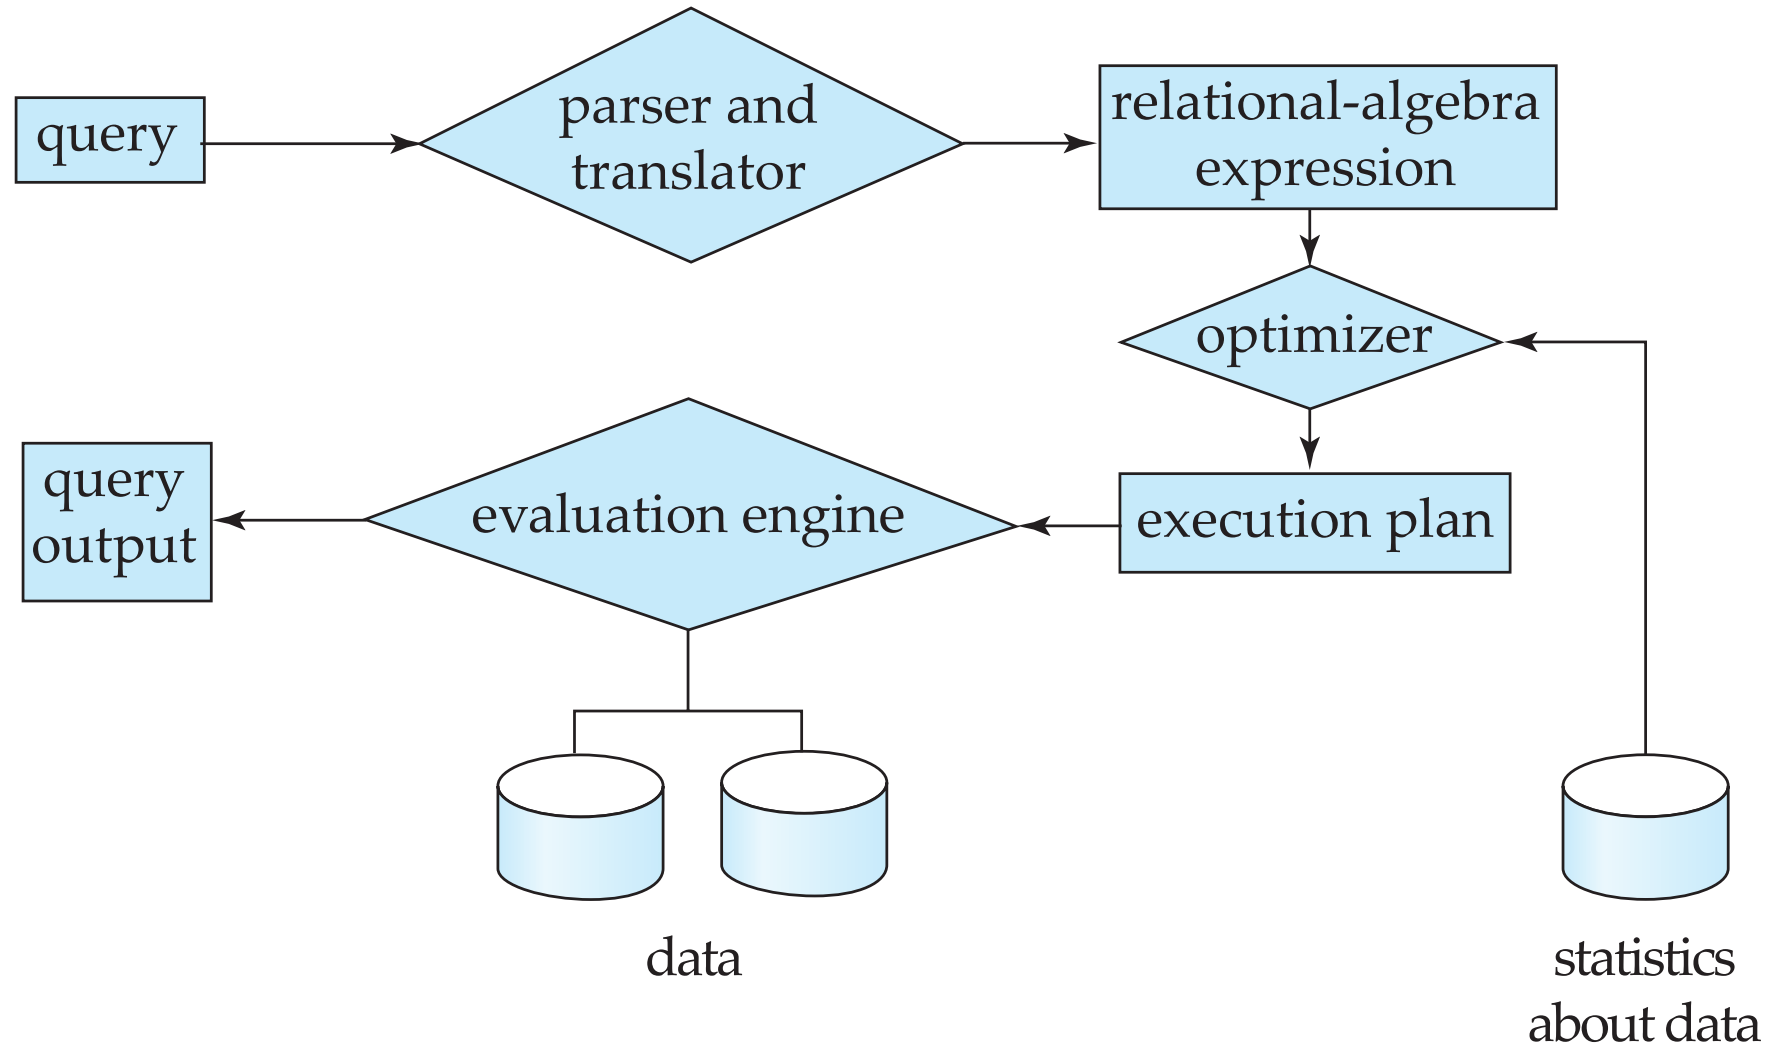 query
parser and
translator
relational-algebra
expression
optimizer
execution plan
evaluation engine
query
output
data
statistics
about data